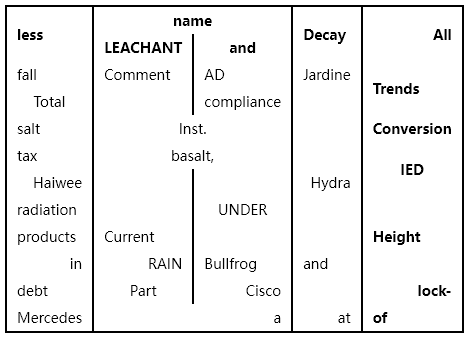 name
less Decay All
LEACHANT and
fall Comment AD Jardine
Trends
Total compliance
salt Inst. Conversion
tax basalt,
IED
Haiwee Hydra
radiation UNDER
products Current Height
in RAIN Bullfrog and
debt Part Cisco lock-
Mercedes a at of